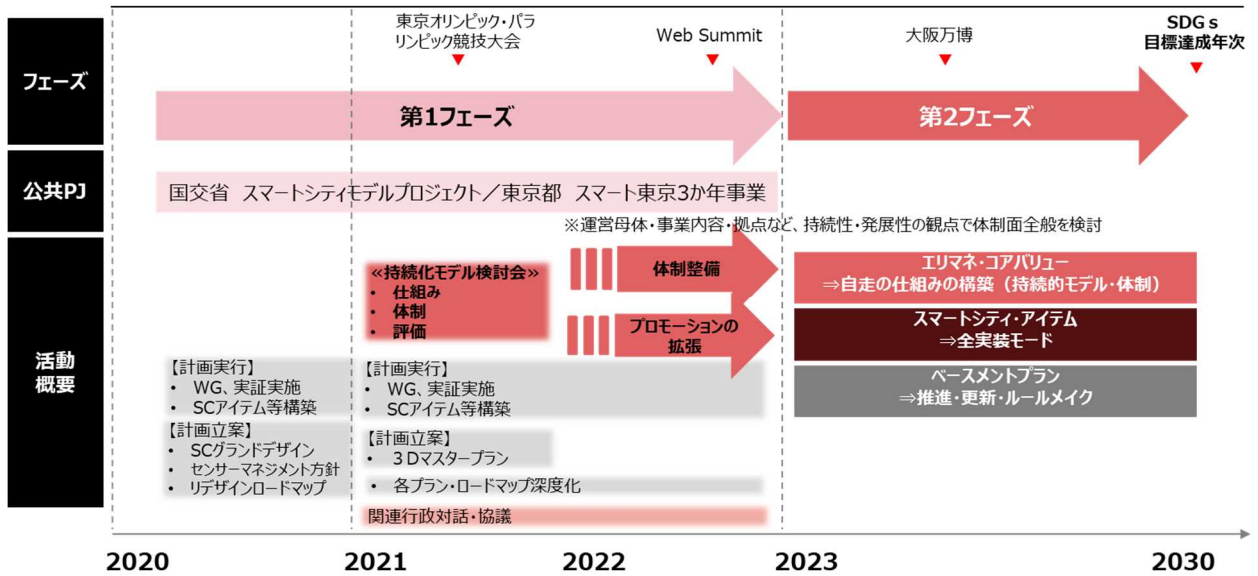 東京オリンピック・パラ
リンピック競技大会
Web Summit
大阪万博
SDGｓ
目標達成年次
フェーズ
第1フェーズ
第2フェーズ
公共PJ
国交省　スマートシティモデルプロジェクト／東京都　スマート東京3か年事業
※運営母体・事業内容・拠点など、持続性・発展性の観点で体制面全般を検討
活動
概要
≪持続化モデル検討会≫
• 仕組み
• 体制
• 評価
体制整備
プロモーションの
拡張
エリマネ・コアバリュー
⇒自走の仕組みの構築（持続的モデル・体制）
スマートシティ・アイテム
⇒全実装モード
ベースメントプラン
⇒推進・更新・ルールメイク
【計画実行】
• WG、実証実施
• SCアイテム等構築
【計画立案】
• SCグランドデザイン
• センサーマネジメント方針
• リデザインロードマップ
【計画実行】
• WG、実証実施
• SCアイテム等構築
【計画立案】
• ３Dマスタープラン
• 各プラン・ロードマップ深度化
関連行政対話・協議
2020
2021
2022
2023
2030